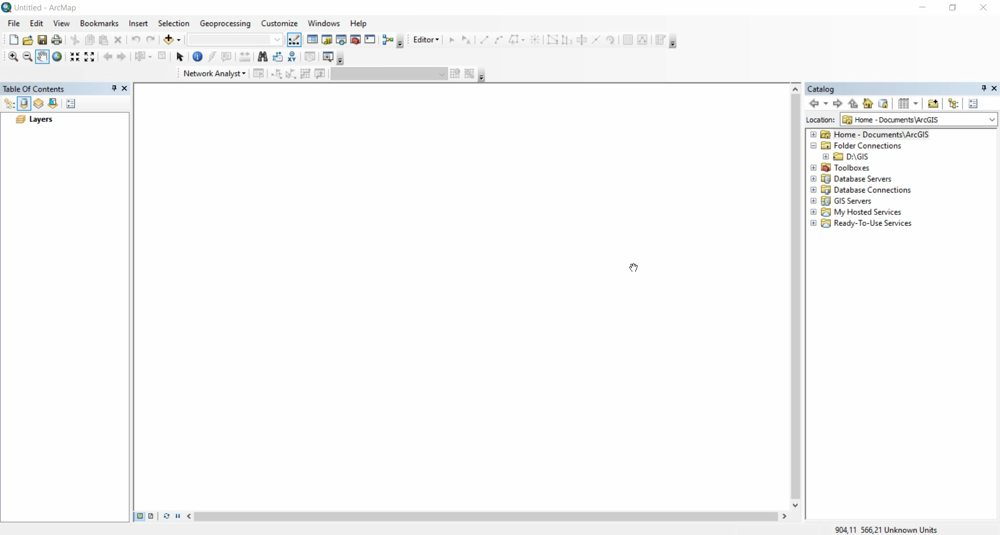 Untitled - ArcMap
File Edit View Bookmarks Insert Selection Geoprocessing Customize Windows Help
Editor
XY
Network Analyst
Table Of Contents
Layers
Catalog
Location: Home - Documents\ArcGIS
Home - Documents\ArcGIS
Folder Connections
D:\GIS
Toolboxes
Database Servers
Database Connections
GIS Servers
My Hosted Services
Ready-To-Use Services
904,11 566,21 Unknown Units